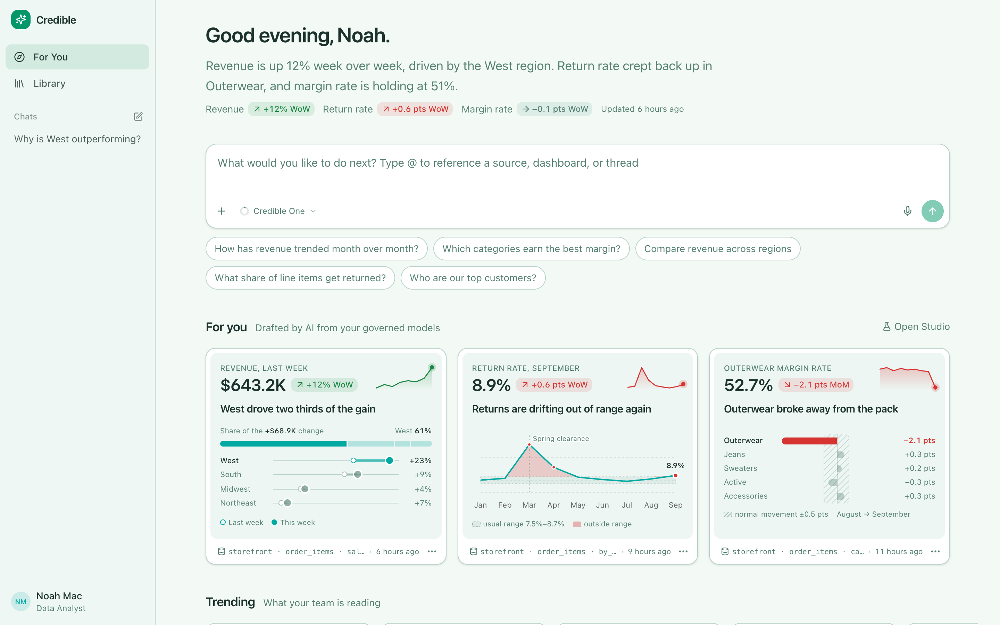 Credible
For You
Library
Chats
Why is West outperforming?
NM
Noah Mac
Data Analyst
Good evening, Noah.
Revenue is up 12% week over week, driven by the West region. Return rate crept back up in
Outerwear, and margin rate is holding at 51%.
Revenue +12% WoW Return rate +0.6 pts WoW Margin rate −0.1 pts WoW Updated 6 hours ago
What would you like to do next? Type @ to reference a source, dashboard, or thread
Credible One
How has revenue trended month over month?
Which categories earn the best margin?
Compare revenue across regions
What share of line items get returned?
Who are our top customers?
For you Drafted by AI from your governed models
Open Studio
REVENUE, LAST WEEK
$643.2K +12% WoW
West drove two thirds of the gain
Share of the +$68.9K change West 61%
West +23%
South +9%
Midwest +4%
Northeast +7%
Last week This week
storefront · order_items · sal… · 6 hours ago
RETURN RATE, SEPTEMBER
8.9% +0.6 pts WoW
Returns are drifting out of range again
Spring clearance
8.9%
Jan Feb Mar Apr May Jun Jul Aug Sep
usual range 7.5%–8.7% outside range
storefront · order_items · by_… · 9 hours ago
OUTERWEAR MARGIN RATE
52.7% −2.1 pts MoM
Outerwear broke away from the pack
Outerwear −2.1 pts
Jeans +0.3 pts
Sweaters +0.2 pts
Active −0.3 pts
Accessories +0.3 pts
normal movement ±0.5 pts August → September
storefront · order_items · ca… · 11 hours ago
Trending What your team is reading